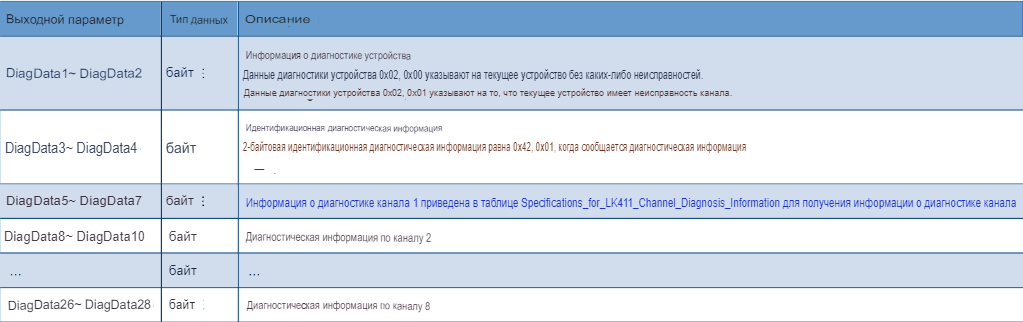 Выходной параметр Тип данных Описание
DiagData1~ DiagData2 байт Информация о диагностике устройства
Данные диагностики устройства 0x02, 0x00 указывают на текущее устройство без каких-либо неисправностей.
Данные диагностики устройства 0x02, 0x01 указывают на то, что текущее устройство имеет неисправность канала.
DiagData3~ DiagData4 байт Идентификационная диагностическая информация
2-байтовая идентификационная диагностическая информация равна 0x42, 0x01, когда сообщается диагностическая информация
DiagData5~ DiagData7 байт Информация о диагностике канала 1 приведена в таблице Specifications_for_LK411_Channel_Diagnosis_Information для получения информации о диагностике канала
DiagData8~ DiagData10 байт Диагностическая информация по каналу 2
... байт ...
DiagData26~ DiagData28 байт Диагностическая информация по каналу 8